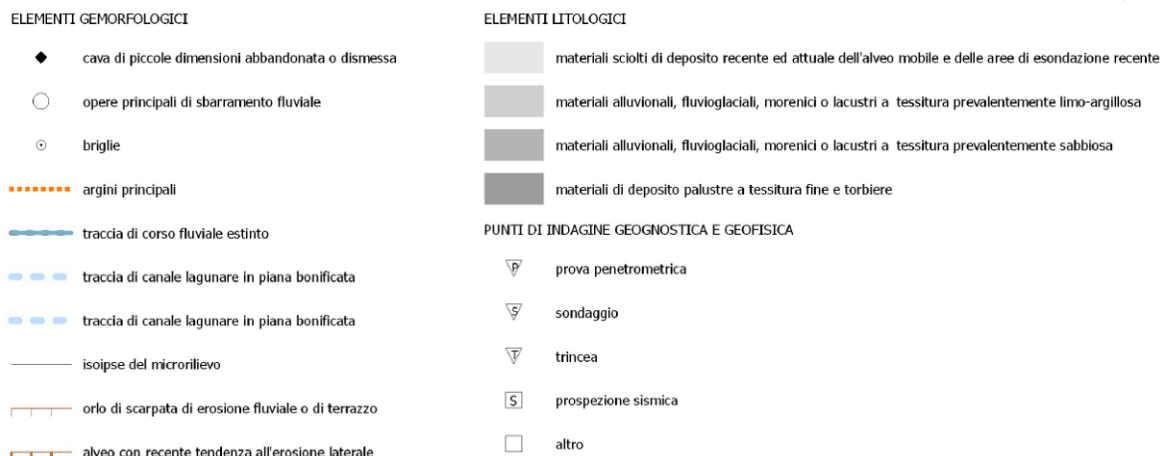 ELEMENTI GEMORFOLOGICI
cava di piccole dimensioni abbandonata o dismessa
opere principali di sbarramento fluviale
briglie
argini principali
traccia di corso fluviale estinto
traccia di canale lagunare in piana bonificata
traccia di canale lagunare in piana bonificata
isoipse del microrilievo
orlo di scarpata di erosione fluviale o di terrazzo
alveo con recente tendenza all'erosione laterale
ELEMENTI LITOLOGICI
materiali sciolti di deposito recente ed attuale dell'alveo mobile e delle aree di esondazione recente
materiali alluvionali, fluvioglaciali, morenici o lacustri a tessitura prevalentemente limo-argillosa
materiali alluvionali, fluvioglaciali, morenici o lacustri a tessitura prevalentemente sabbiosa
materiali di deposito palustre a tessitura fine e torbiere
PUNTI DI INDAGINE GEOGNOSTICA E GEOFISICA
P prova penetrometrica
S sondaggio
T trincea
S prospezione sismica
altro